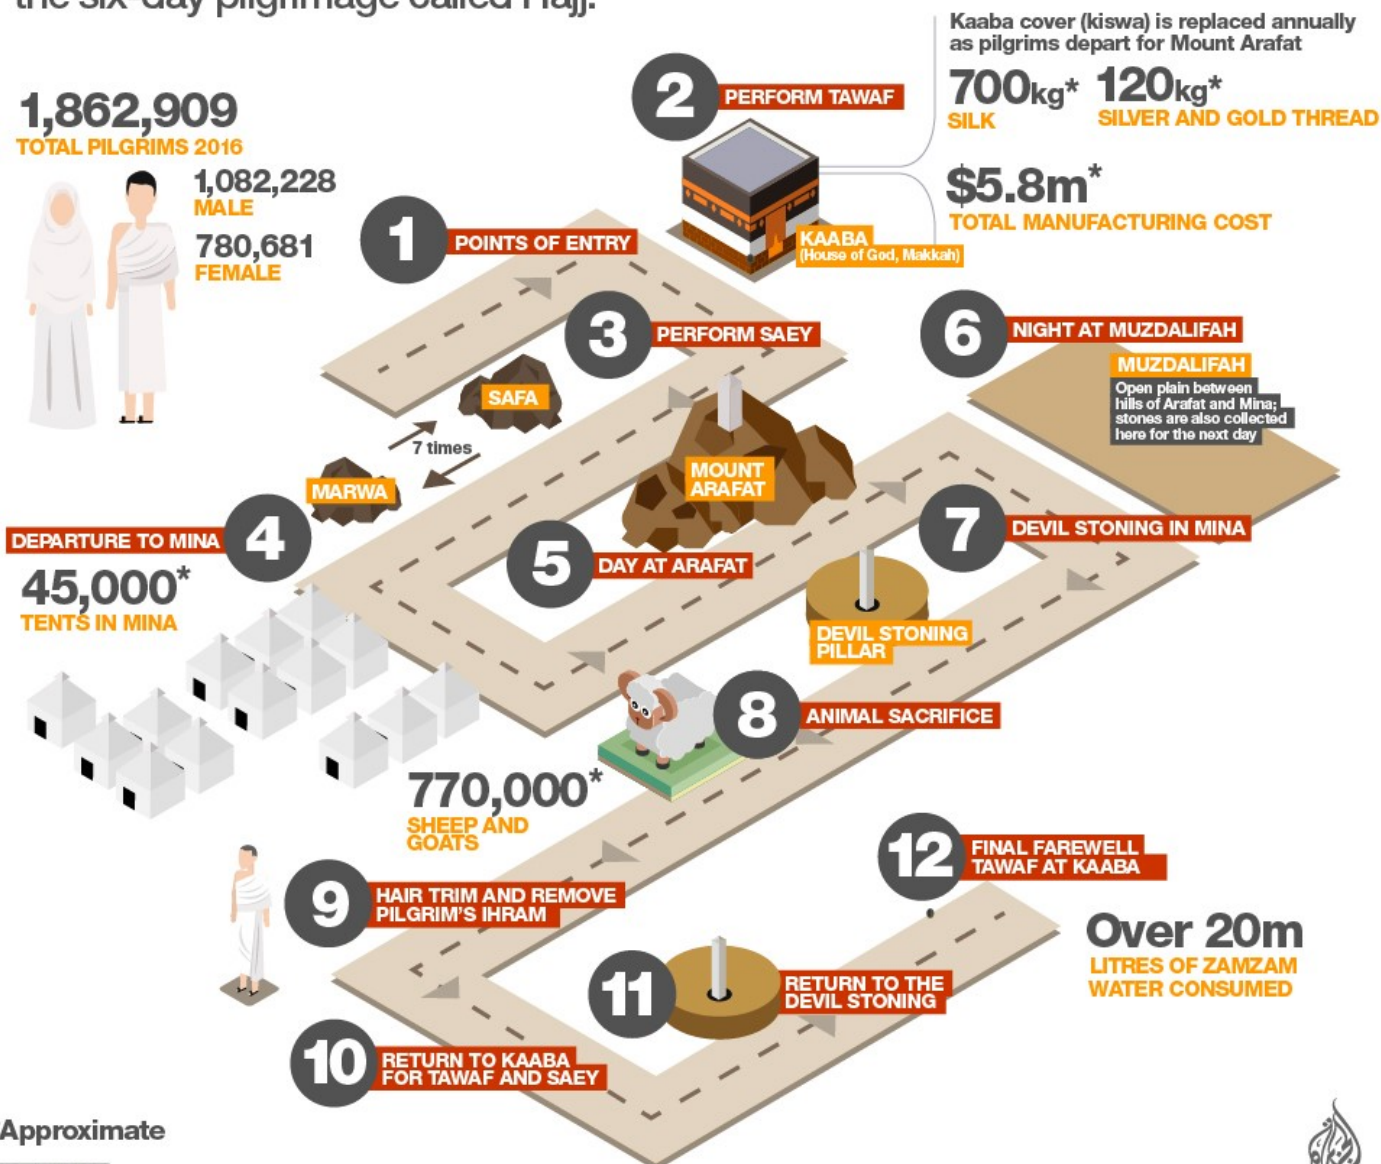 the six-day pilgrimage called Hajj.
1,862,909
TOTAL PILGRIMS 2016
1,082,228
MALE
780,681
FEMALE
Kaaba cover (kiswa) is replaced annually
as pilgrims depart for Mount Arafat
700kg* 120kg*
SILK SILVER AND GOLD THREAD
$5.8m*
TOTAL MANUFACTURING COST
1 POINTS OF ENTRY
2 PERFORM TAWAF
KAABA
(House of God, Makkah)
3 PERFORM SAEY
SAFA
7 times
MARWA
4 DEPARTURE TO MINA
45,000*
TENTS IN MINA
MOUNT
ARAFAT
5 DAY AT ARAFAT
6 NIGHT AT MUZDALIFAH
MUZDALIFAH
Open plain between
hills of Arafat and Mina;
stones are also collected
here for the next day
7 DEVIL STONING IN MINA
DEVIL STONING
PILLAR
8 ANIMAL SACRIFICE
770,000*
SHEEP AND
GOATS
9 HAIR TRIM AND REMOVE
PILGRIM'S IHRAM
10 RETURN TO KAABA
FOR TAWAF AND SAEY
11 RETURN TO THE
DEVIL STONING
12 FINAL FAREWELL
TAWAF AT KAABA
Over 20m
LITRES OF ZAMZAM
WATER CONSUMED
Approximate